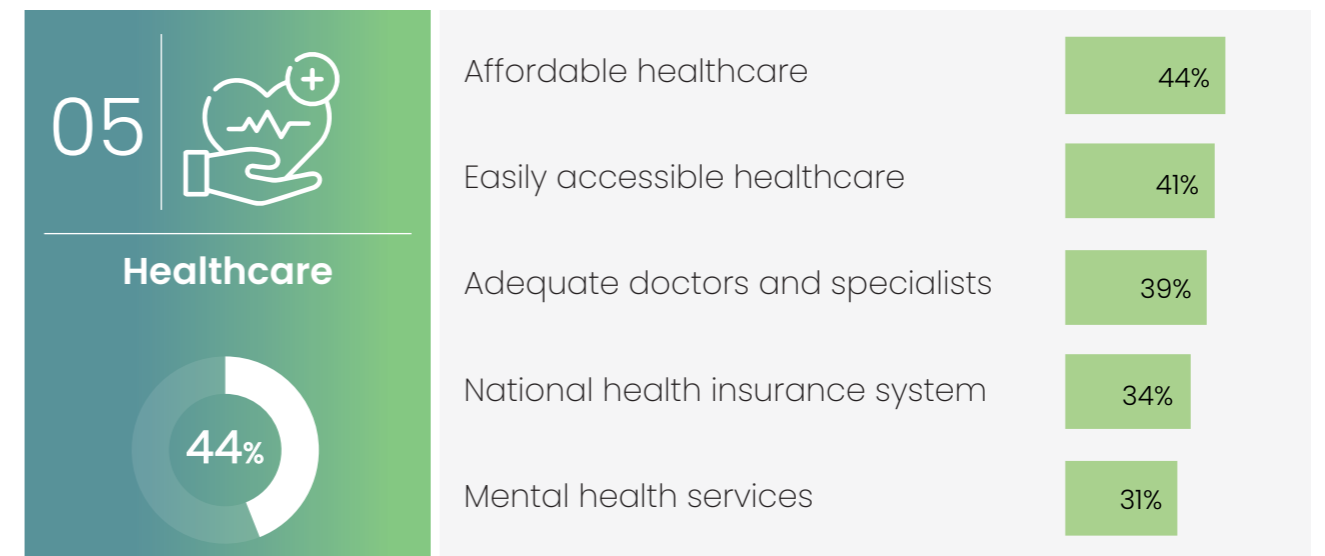 05
Healthcare
44%
Affordable healthcare 44%
Easily accessible healthcare 41%
Adequate doctors and specialists 39%
National health insurance system 34%
Mental health services 31%